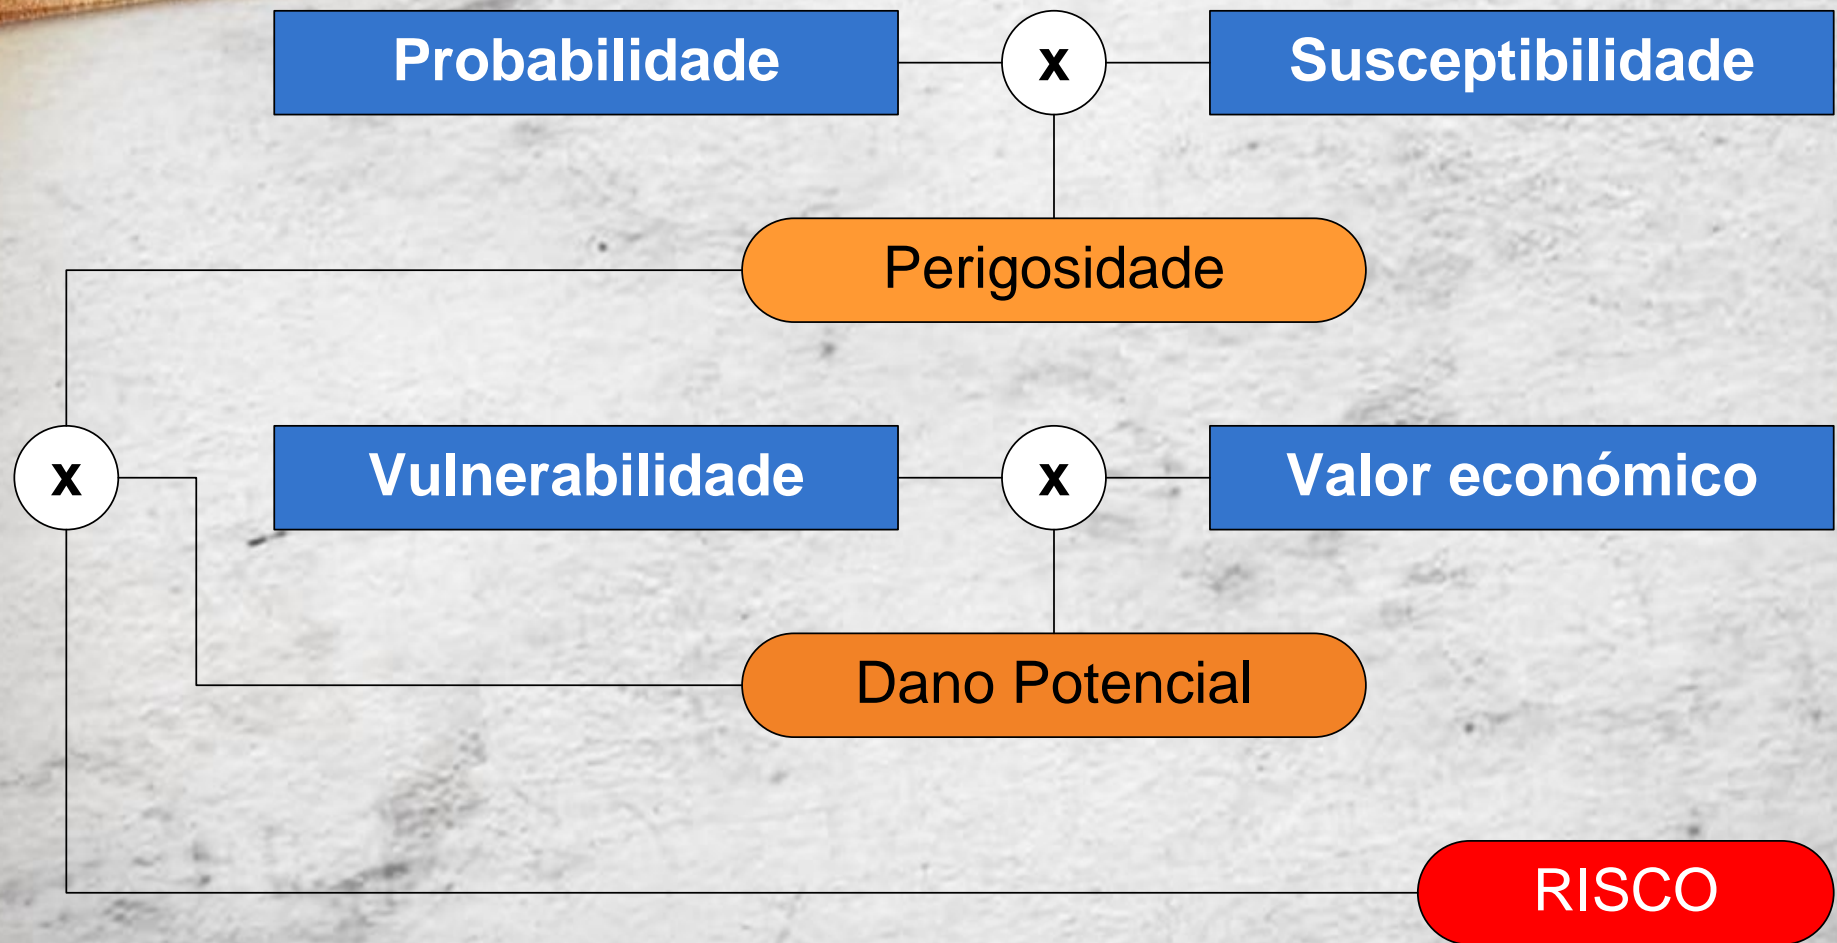 Probabilidade x Susceptibilidade
Perigosidade
x Vulnerabilidade x Valor económico
Dano Potencial
RISCO